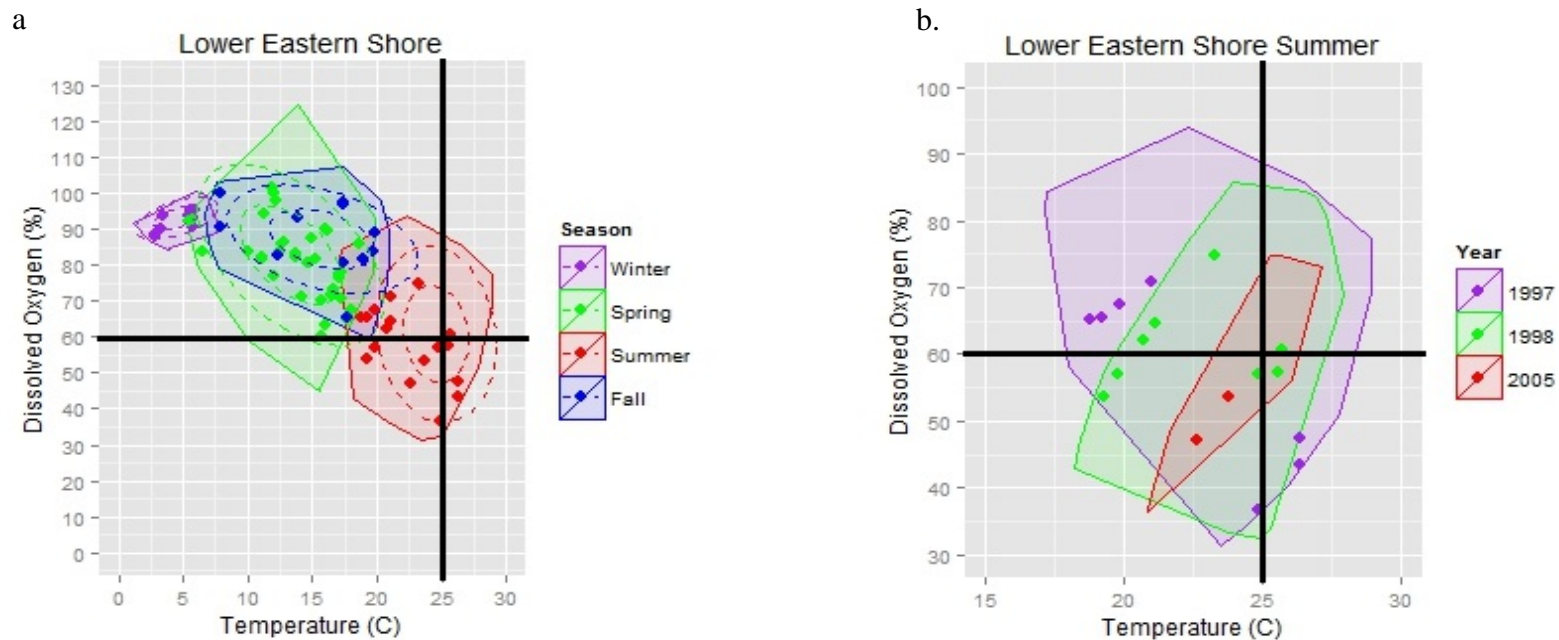 a
Lower Eastern Shore
130
120
110
100
90
80
70
60
50
40
30
20
10
0
Dissolved Oxygen (%)
0 5 10 15 20 25 30
Temperature (C)
Season
Winter
Spring
Summer
Fall
b.
Lower Eastern Shore Summer
100
90
80
70
60
50
40
30
Dissolved Oxygen (%)
15 20 25 30
Temperature (C)
Year
1997
1998
2005